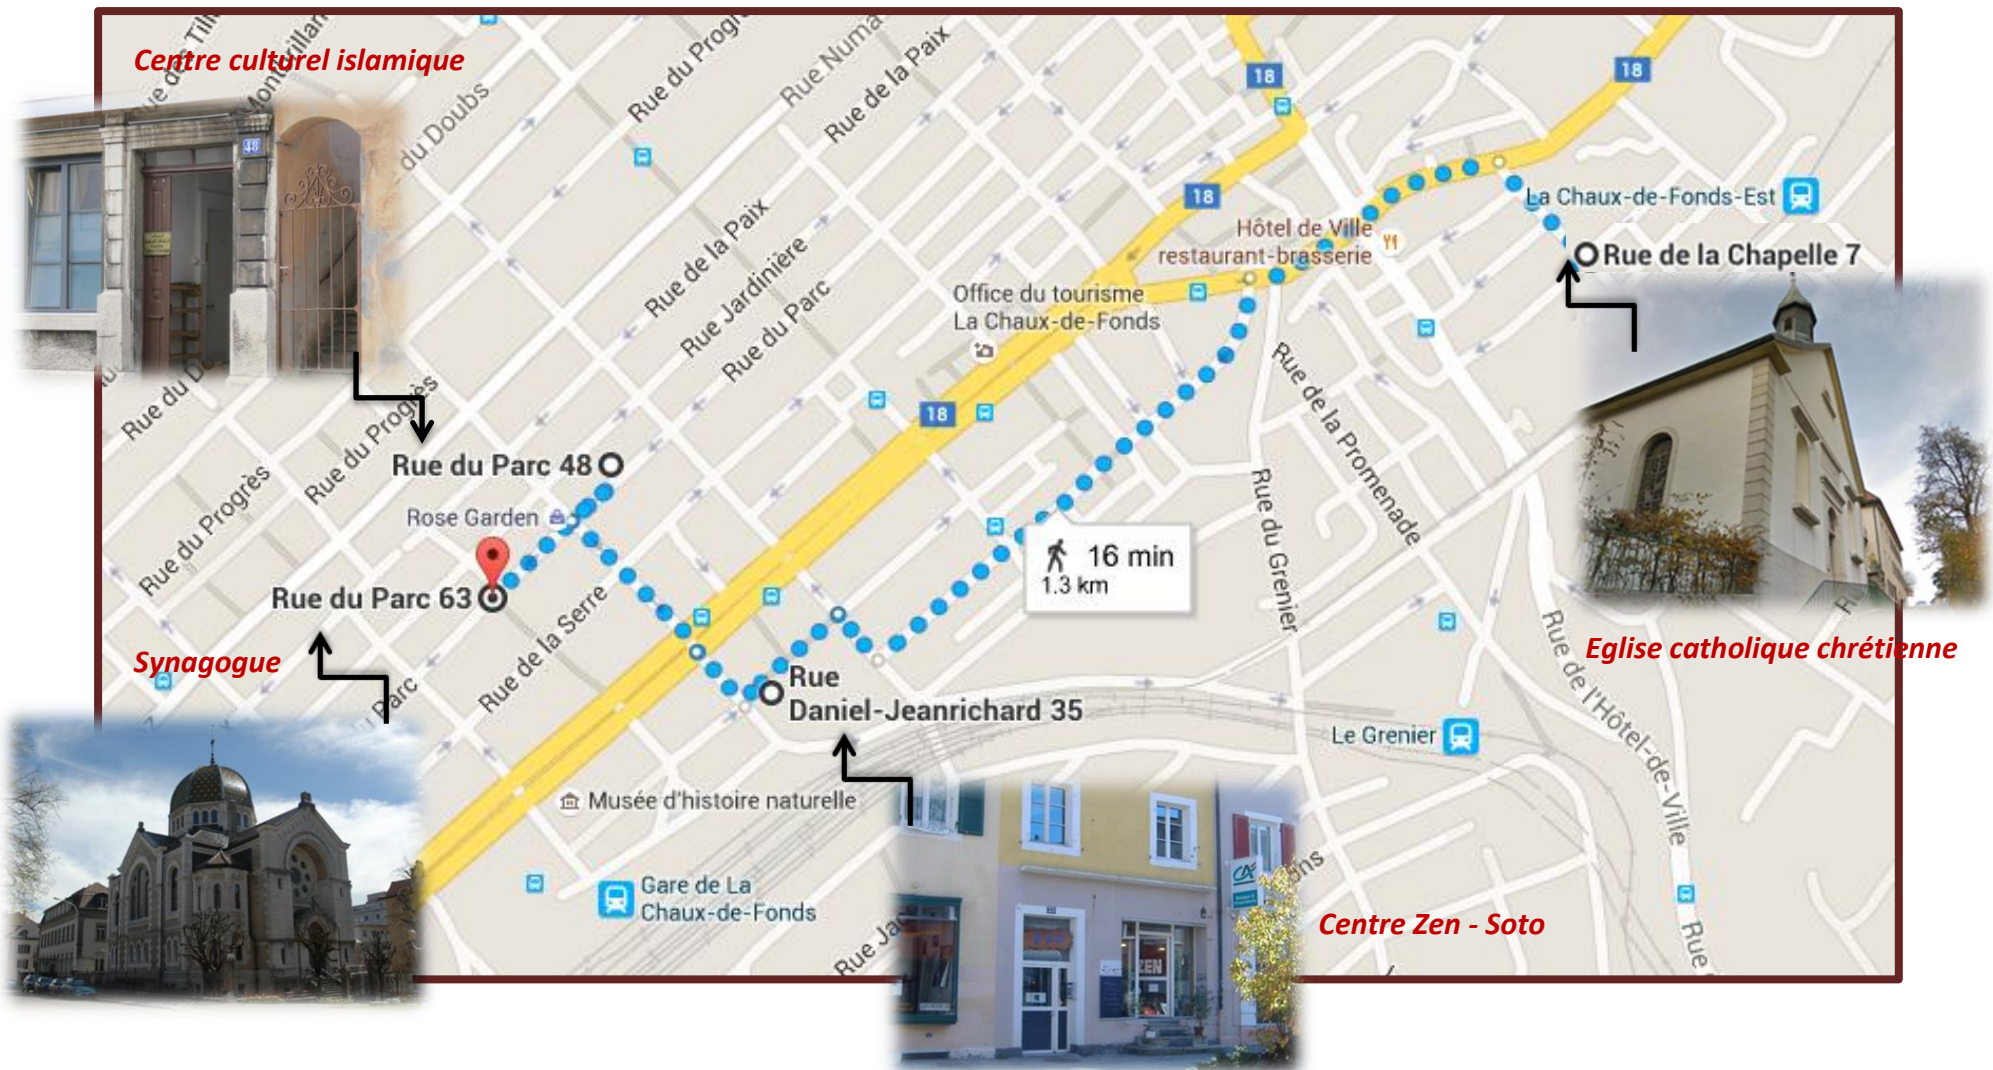 Centre culturel islamique
Rue du Progrès
Rue Numa
Rue de la Paix
18
18
Montbrillant
du Doubs
48
La Chaux-de-Fonds-Est
18
Hôtel de Ville
restaurant-brasserie
Rue de la Chapelle 7
Rue de la Paix
Rue Jardinière
Rue du Parc
Office du tourisme
La Chaux-de-Fonds
18
Rue du
Rue du Progrès
Rue de la Promenade
Rue du Parc 48
Rose Garden
Rue du Progrès
Rue du Grenier
16 min
1.3 km
Rue du Parc 63
Rue de la Serre
Synagogue
Eglise catholique chrétienne
Rue
Daniel-Jeanrichard 35
Rue de l'Hôtel-de-Ville
Le Grenier
Musée d'histoire naturelle
Gare de La
Chaux-de-Fonds
CA
ZEN
Centre Zen - Soto
Rue